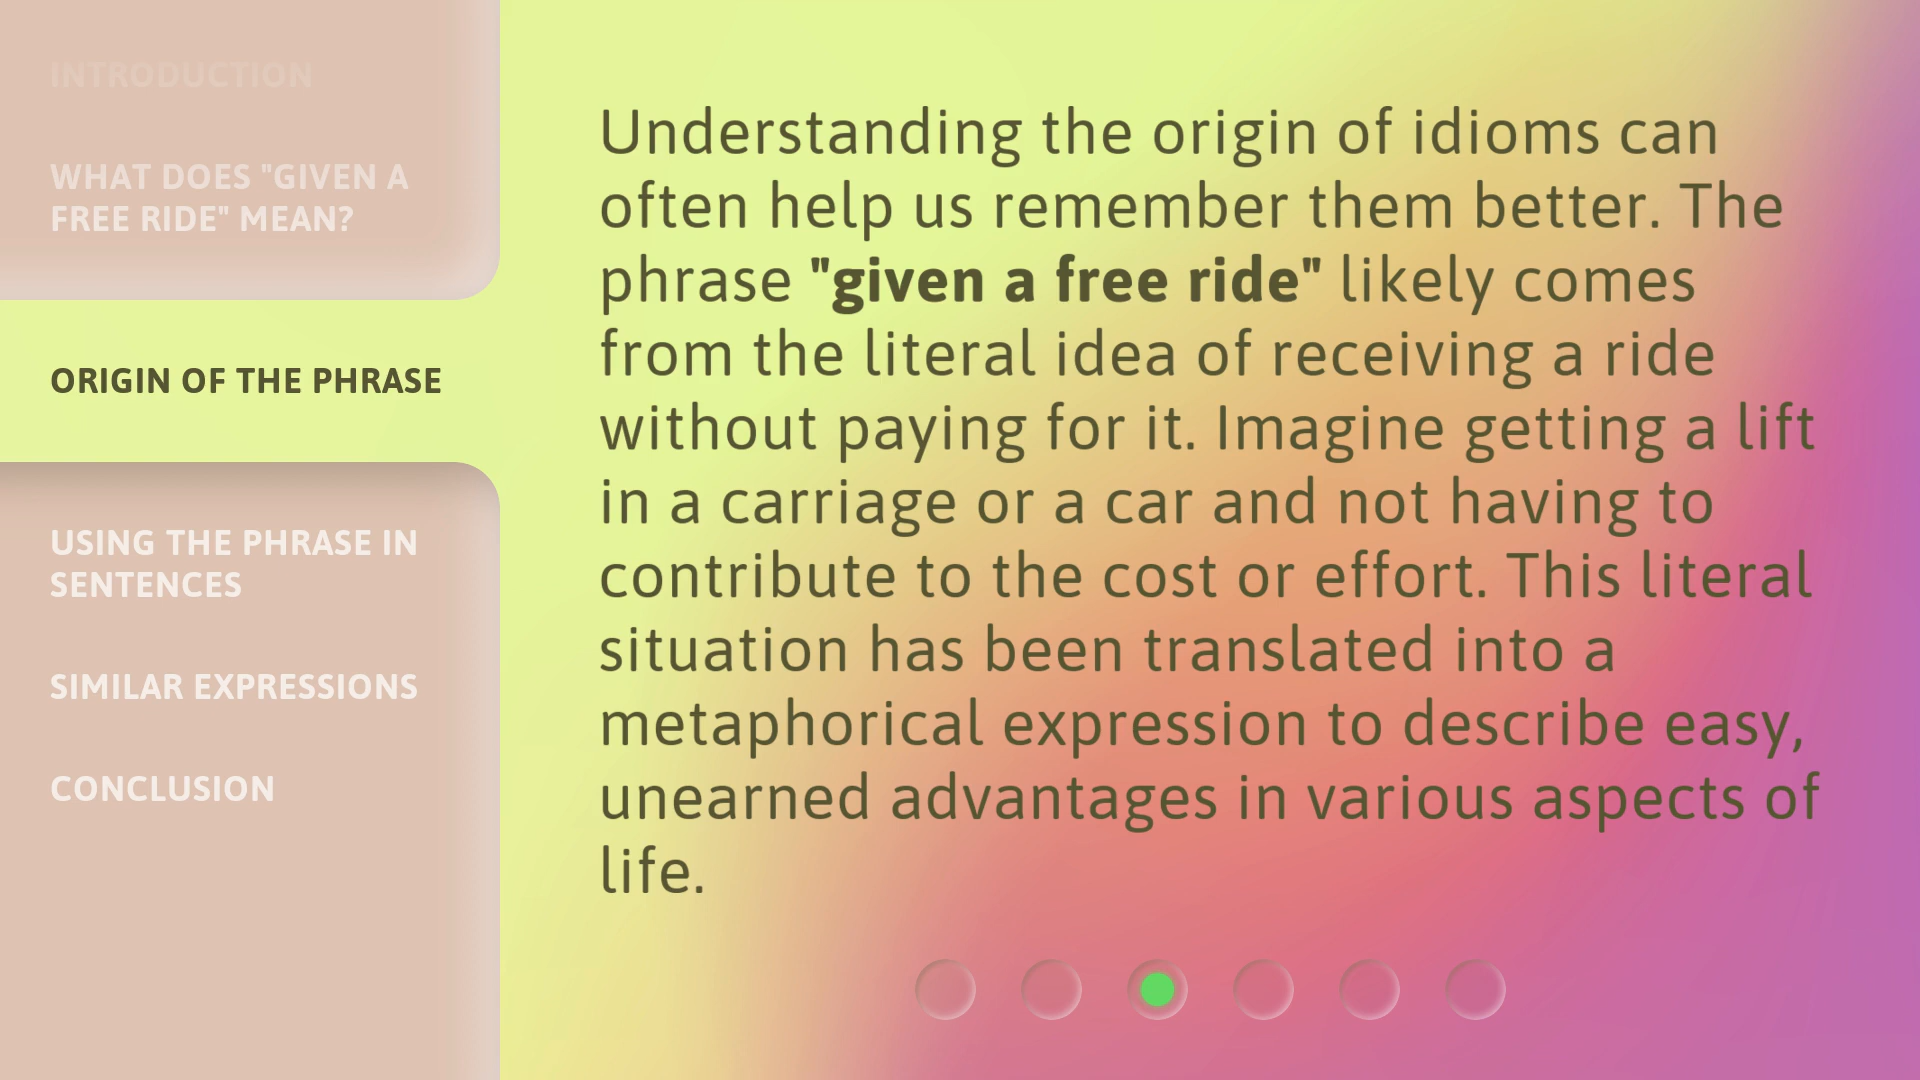 INTRODUCTION
WHAT DOES "GIVEN A
FREE RIDE" MEAN?
ORIGIN OF THE PHRASE
USING THE PHRASE IN
SENTENCES
SIMILAR EXPRESSIONS
CONCLUSION
Understanding the origin of idioms can
often help us remember them better. The
phrase "given a free ride" likely comes
from the literal idea of receiving a ride
without paying for it. Imagine getting a lift
in a carriage or a car and not having to
contribute to the cost or effort. This literal
situation has been translated into a
metaphorical expression to describe easy,
unearned advantages in various aspects of
life.